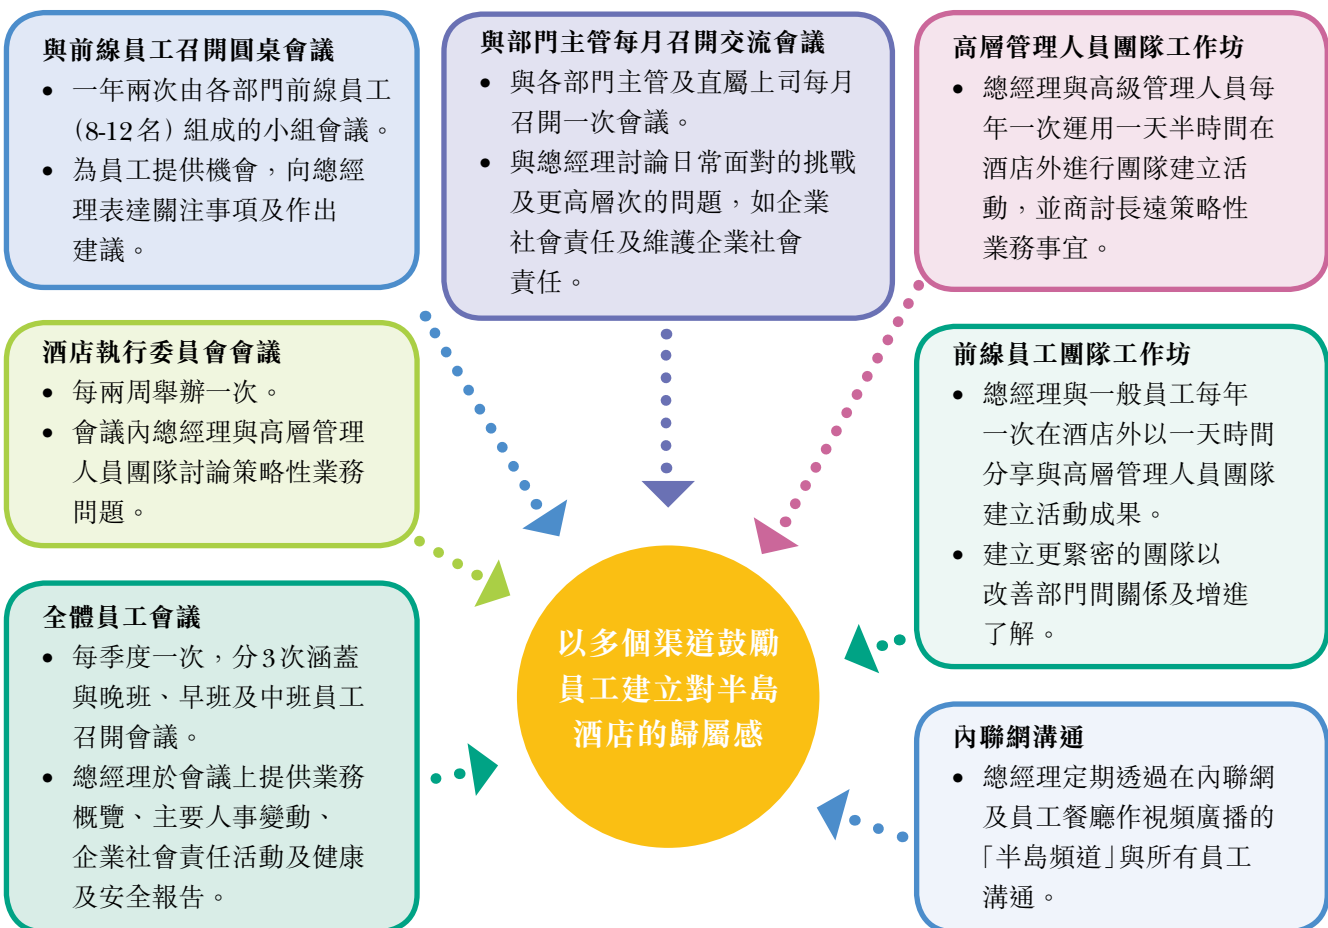 與前線員工召開圓桌會議
• 一年兩次由各部門前線員工
(8-12名) 組成的小組會議。
• 為員工提供機會，向總經
理表達關注事項及作出
建議。
與部門主管每月召開交流會議
• 與各部門主管及直屬上司每月
召開一次會議。
• 與總經理討論日常面對的挑戰
及更高層次的問題，如企業
社會責任及維護企業社會
責任。
高層管理人員團隊工作坊
• 總經理與高級管理人員每
年一次運用一天半時間在
酒店外進行團隊建立活
動，並商討長遠策略性
業務事宜。
酒店執行委員會會議
• 每兩周舉辦一次。
• 會議內總經理與高層管理
人員團隊討論策略性業務
問題。
前線員工團隊工作坊
• 總經理與一般員工每年
一次在酒店外以一天時間
分享與高層管理人員團隊
建立活動成果。
• 建立更緊密的團隊以
改善部門間關係及增進
了解。
全體員工會議
• 每季度一次，分3次涵蓋
與晚班、早班及中班員工
召開會議。
• 總經理於會議上提供業務
概覽、主要人事變動、
企業社會責任活動及健康
及安全報告。
以多個渠道鼓勵
員工建立對半島
酒店的歸屬感
內聯網溝通
• 總經理定期透過在內聯網
及員工餐廳作視頻廣播的
「半島頻道」與所有員工
溝通。